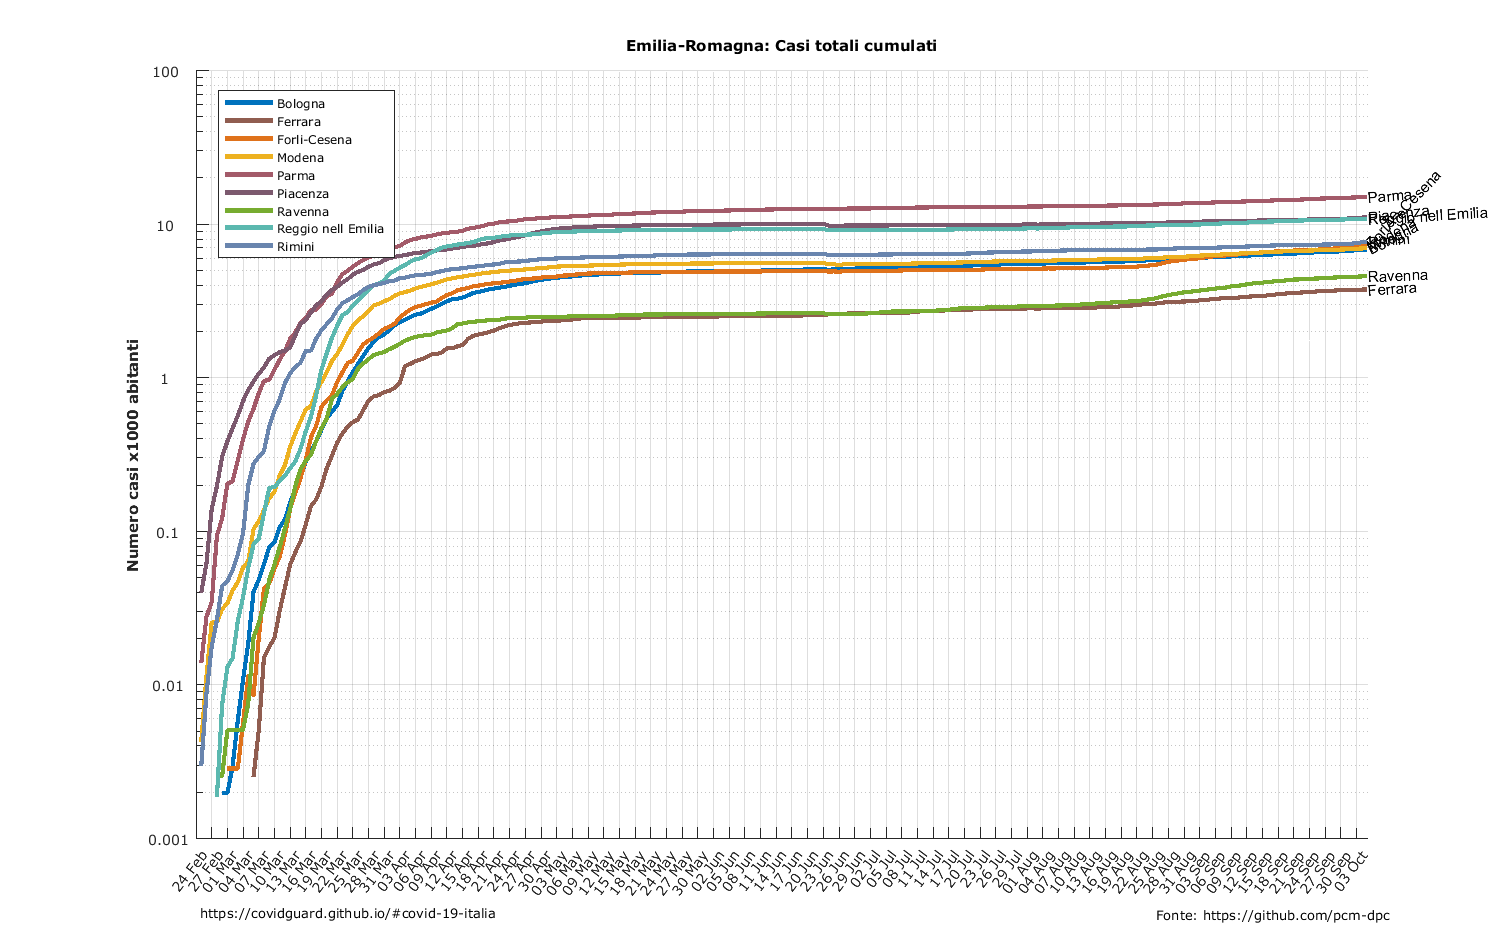 Emilia-Romagna: Casi totali cumulati
100
10
1
0.1
0.01
0.001
Numero casi x1000 abitanti
Bologna
Ferrara
Forli-Cesena
Modena
Parma
Piacenza
Ravenna
Reggio nell Emilia
Rimini
Parma
Piacenza
Reggio nell Emilia
Ravenna
Ferrara
24 Feb
27 Feb
01 Mar
04 Mar
07 Mar
10 Mar
13 Mar
16 Mar
19 Mar
22 Mar
25 Mar
28 Mar
31 Mar
03 Apr
06 Apr
09 Apr
12 Apr
15 Apr
18 Apr
21 Apr
24 Apr
27 Apr
30 Apr
03 May
06 May
09 May
12 May
15 May
18 May
21 May
24 May
27 May
30 May
02 Jun
05 Jun
08 Jun
11 Jun
14 Jun
17 Jun
20 Jun
23 Jun
26 Jun
29 Jun
02 Jul
05 Jul
08 Jul
11 Jul
14 Jul
17 Jul
20 Jul
23 Jul
26 Jul
29 Jul
01 Aug
04 Aug
07 Aug
10 Aug
13 Aug
16 Aug
19 Aug
22 Aug
25 Aug
28 Aug
31 Aug
03 Sep
06 Sep
09 Sep
12 Sep
15 Sep
18 Sep
21 Sep
24 Sep
27 Sep
30 Sep
03 Oct
https://covidguard.github.io/#covid-19-italia
Fonte: https://github.com/pcm-dpc